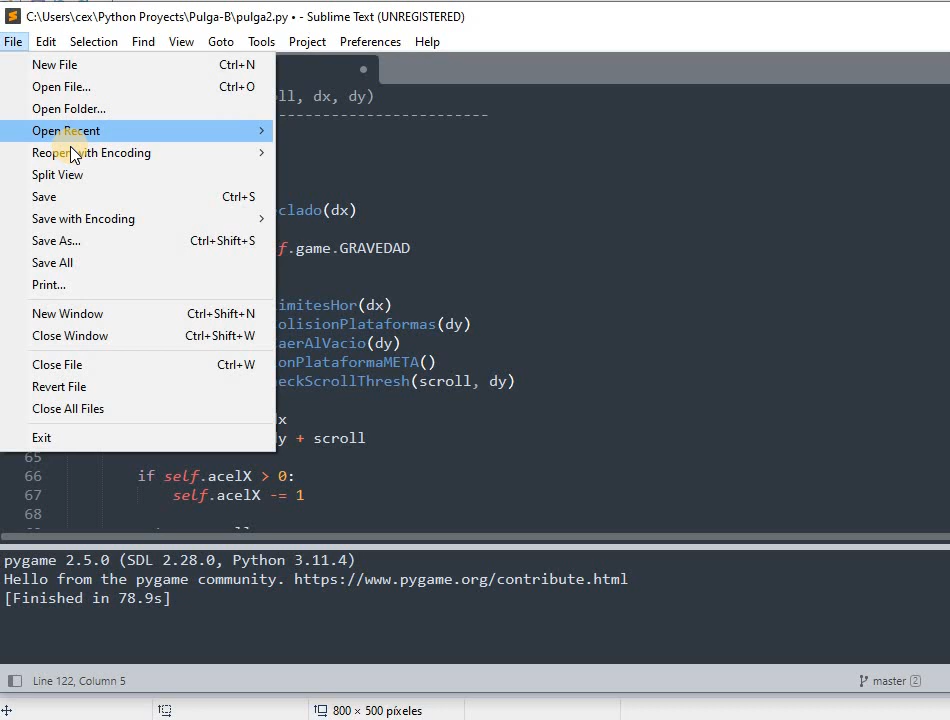 C:\Users\cex\Python Proyects\Pulga-B\pulga2.py • - Sublime Text (UNREGISTERED)
File Edit Selection Find View Goto Tools Project Preferences Help
New File Ctrl+N
Open File... Ctrl+O
Open Folder...
Open Recent
Reopen with Encoding
Split View
Save Ctrl+S
Save with Encoding
Save As... Ctrl+Shift+S
Save All
Print...
New Window Ctrl+Shift+N
Close Window Ctrl+Shift+W
Close File Ctrl+W
Revert File
Close All Files
Exit
ll, dx, dy)
------------------------
clado(dx)
f.game.GRAVEDAD
imitesHor(dx)
olisionPlataformas(dy)
aerAlVacio(dy)
onPlataformaMETA()
eckScrollThresh(scroll, dy)
dx
dy + scroll
65
66 if self.acelX > 0:
67 self.acelX -= 1
68
pygame 2.5.0 (SDL 2.28.0, Python 3.11.4)
Hello from the pygame community. https://www.pygame.org/contribute.html
[Finished in 78.9s]
Line 122, Column 5 master 2
800 × 500 píxeles